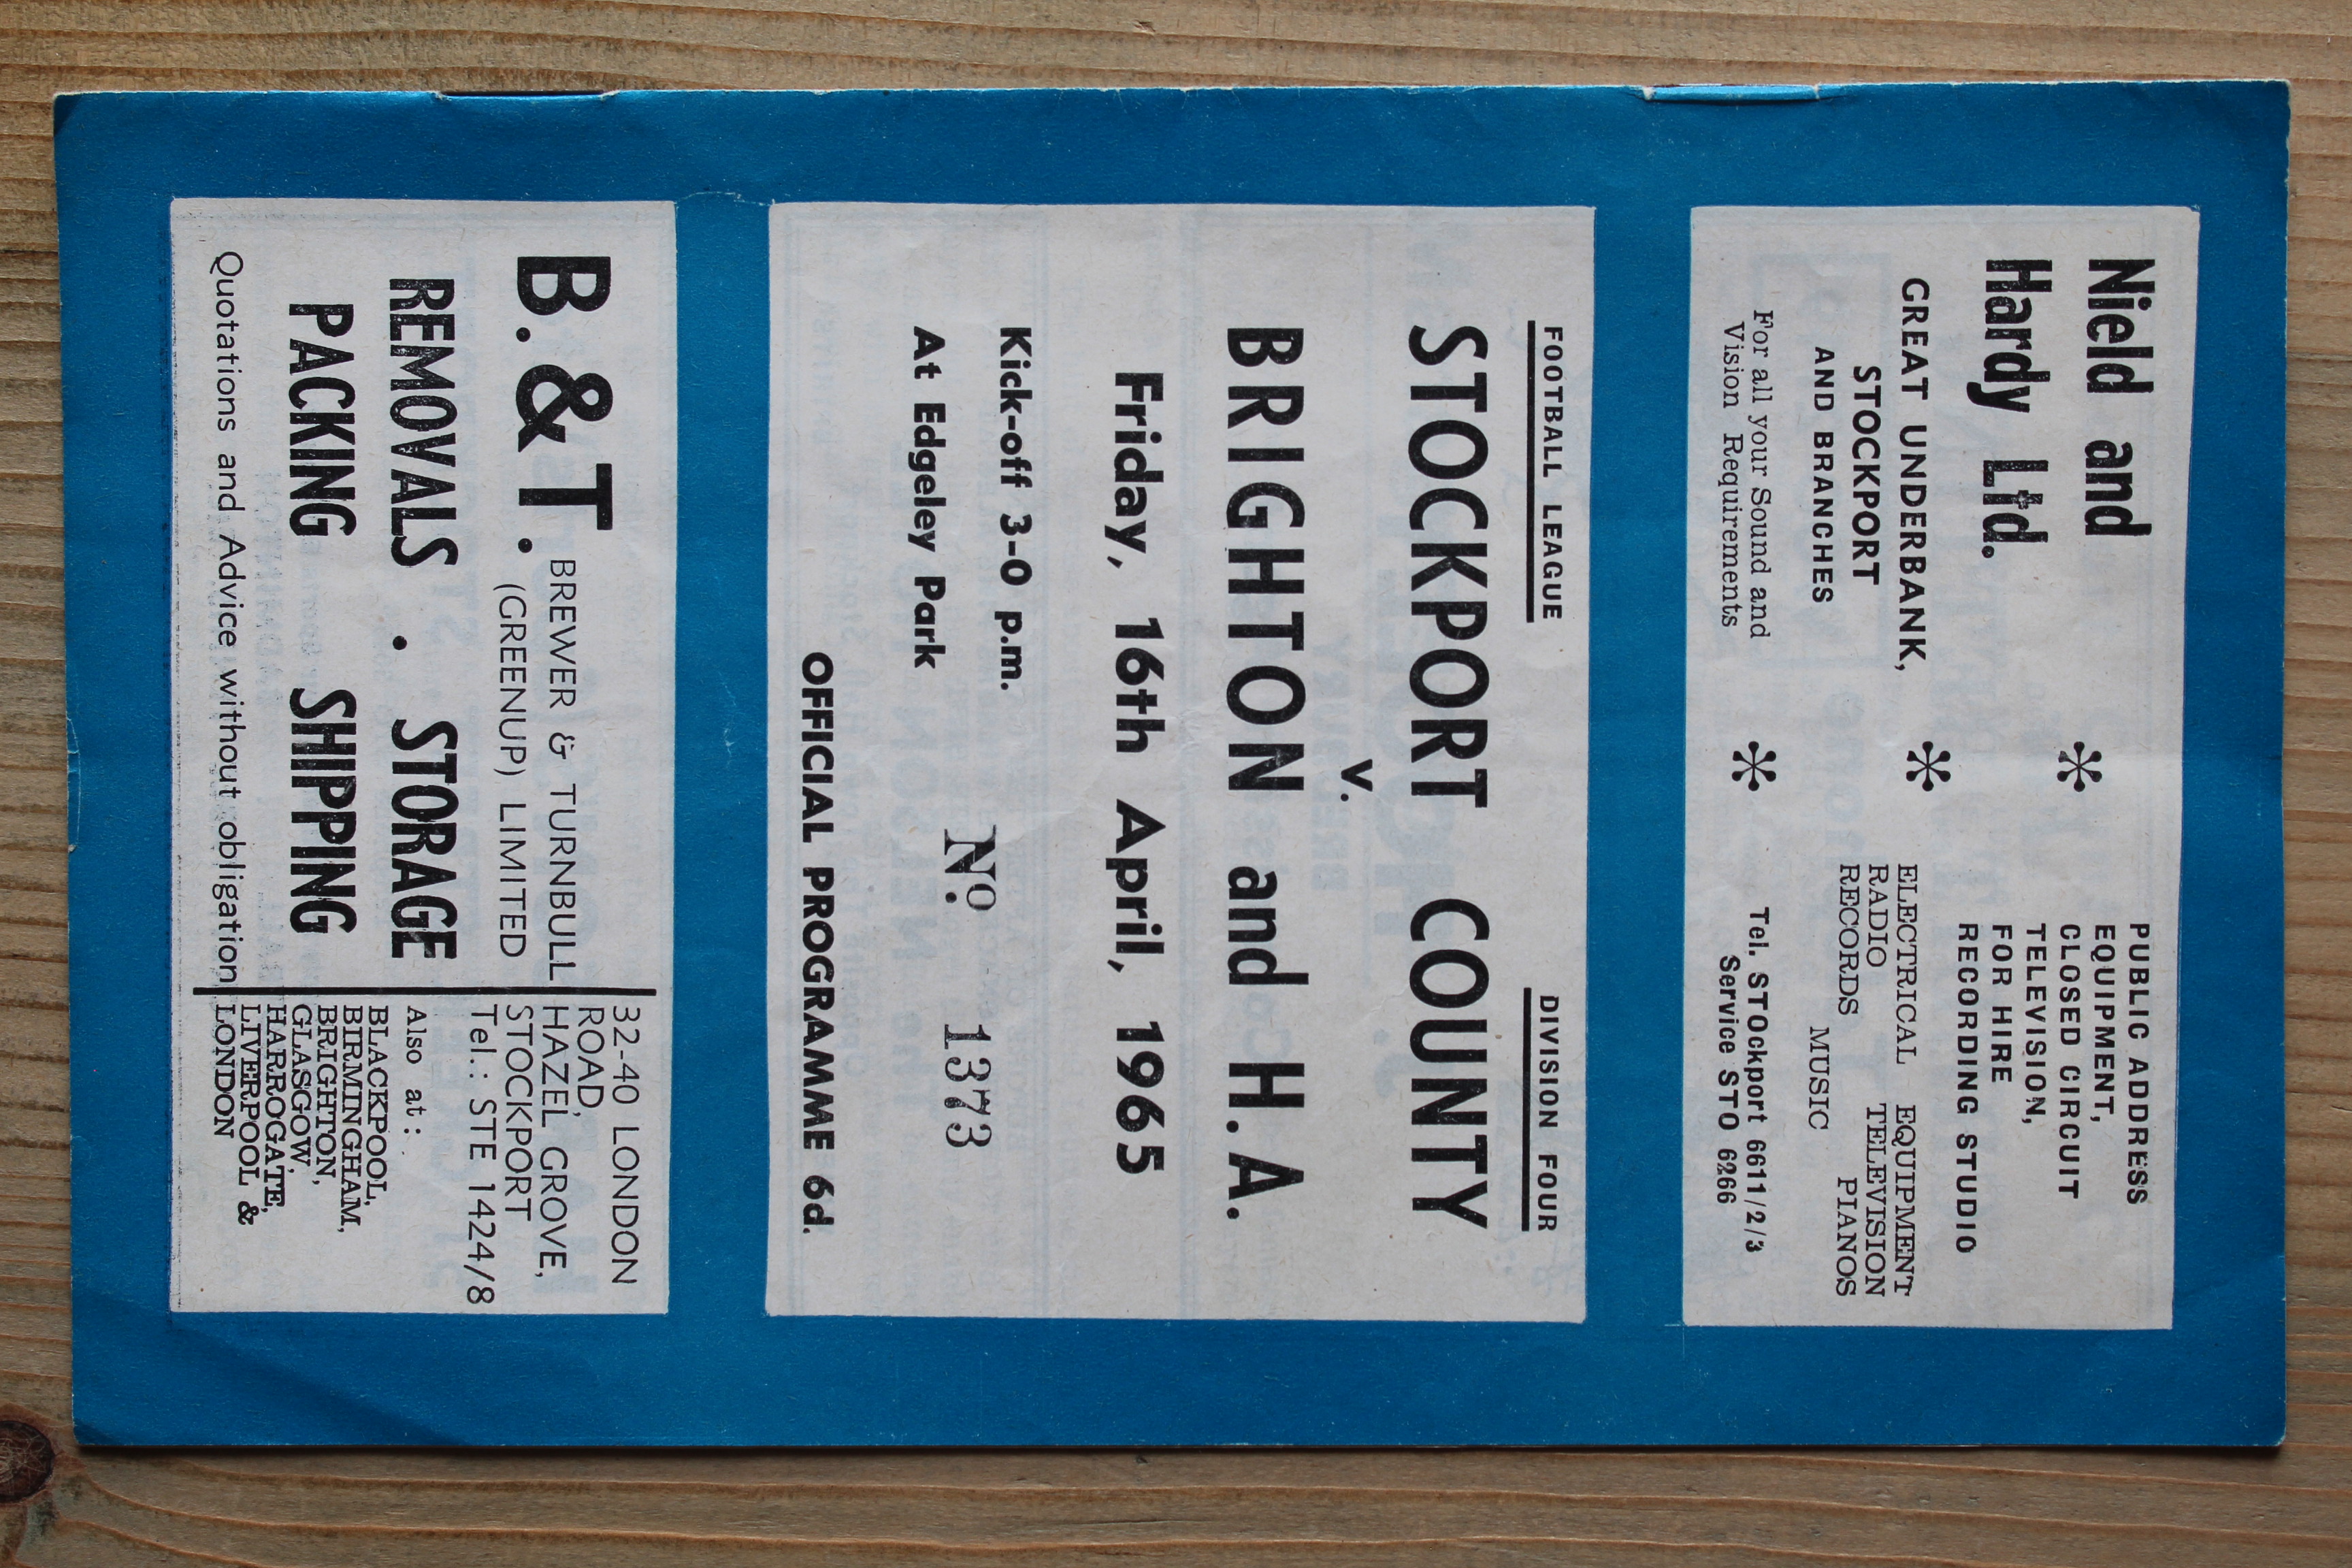 Nield and
Hardy Ltd.
GREAT UNDERBANK,
STOCKPORT
AND BRANCHES
For all your Sound and
Vision Requirements
*
*
*
PUBLIC ADDRESS
EQUIPMENT,
CLOSED CIRCUIT
TELEVISION,
FOR HIRE
RECORDING STUDIO
ELECTRICAL EQUIPMENT
RADIO TELEVISION
RECORDS PIANOS
MUSIC
Tel. STOckport 6611/2/3
Service STO 6266
FOOTBALL LEAGUE DIVISION FOUR
STOCKPORT COUNTY
v.
BRIGHTON and H.A.
Friday, 16th April, 1965
Kick-off 3-0 p.m.
At Edgeley Park
No. 1373
OFFICIAL PROGRAMME 6d.
B. & T. BREWER & TURNBULL
(GREENUP) LIMITED
REMOVALS . STORAGE
PACKING SHIPPING
Quotations and Advice without obligation
32-40 LONDON
ROAD,
HAZEL GROVE,
STOCKPORT
Tel.: STE 1424/8
Also at:
BLACKPOOL,
BIRMINGHAM,
BRIGHTON,
GLASGOW,
HARROGATE,
LIVERPOOL &
LONDON